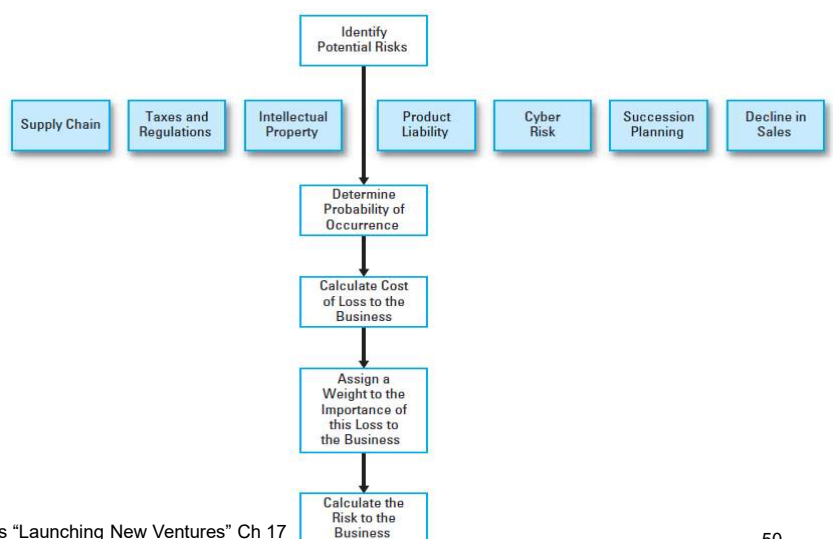 Identify
Potential Risks
Supply Chain
Taxes and
Regulations
Intellectual
Property
Product
Liability
Cyber
Risk
Succession
Planning
Decline in
Sales
Determine
Probability of
Occurrence
Calculate Cost
of Loss to the
Business
Assign a
Weight to the
Importance of
this Loss to
the Business
Calculate the
Risk to the
Business
s “Launching New Ventures” Ch 17
50